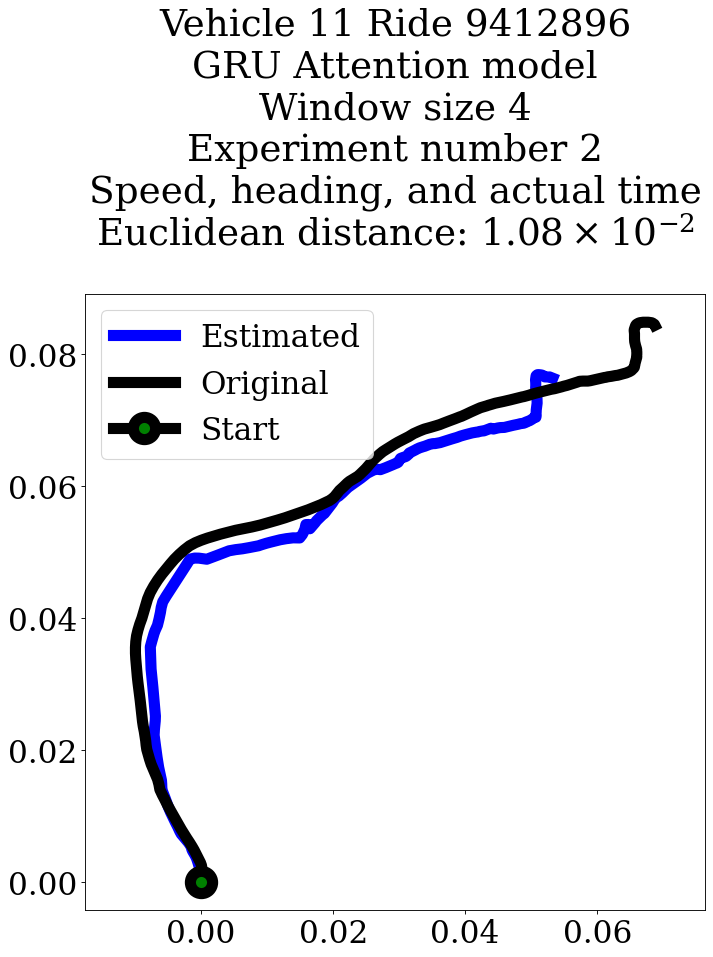 Vehicle 11 Ride 9412896
GRU Attention model
Window size 4
Experiment number 2
Speed, heading, and actual time
Euclidean distance: 1.08 × 10⁻²
Estimated
Original
Start
0.08
0.06
0.04
0.02
0.00
0.00 0.02 0.04 0.06